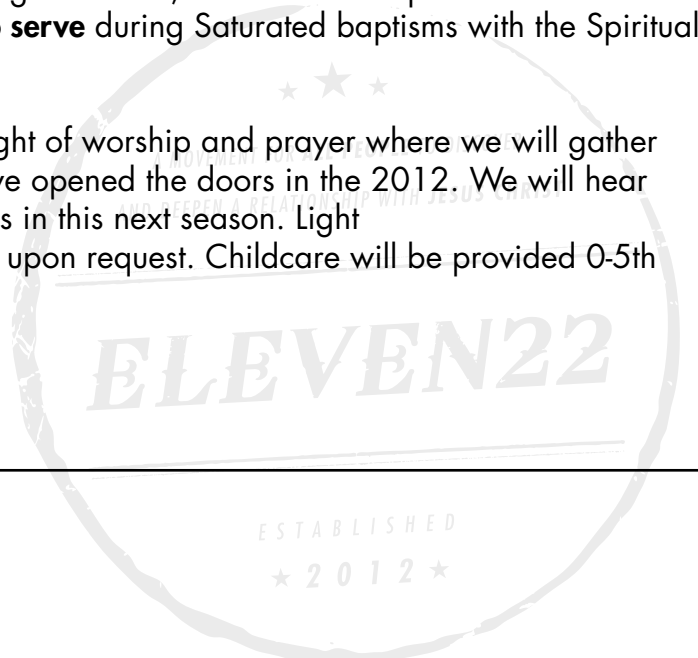 serve during Saturated baptisms with the Spiritual
ght of worship and prayer where we will gather
ve opened the doors in the 2012. We will hear
s in this next season. Light
upon request. Childcare will be provided 0-5th
A MOVEMENT FOR ALL PEOPLE
AND DEEPEN A RELATIONSHIP WITH JESUS CHRIST
ELEVEN22
ESTABLISHED
2012